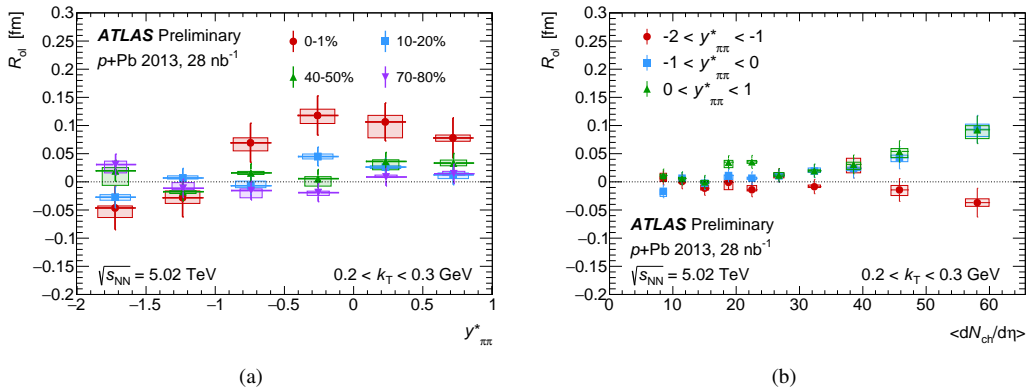 R_ol [fm]
0.3
0.25
0.2
0.15
0.1
0.05
0
−0.05
−0.1
−0.15
−0.2
ATLAS Preliminary
p+Pb 2013, 28 nb⁻¹
0-1%
10-20%
40-50%
70-80%
√s_NN = 5.02 TeV
0.2 < k_T < 0.3 GeV
−2 −1.5 −1 −0.5 0 0.5 1
y*_ππ
(a)
R_ol [fm]
0.3
0.25
0.2
0.15
0.1
0.05
0
−0.05
−0.1
−0.15
−0.2
-2 < y*_ππ < -1
-1 < y*_ππ < 0
0 < y*_ππ < 1
ATLAS Preliminary
p+Pb 2013, 28 nb⁻¹
√s_NN = 5.02 TeV
0.2 < k_T < 0.3 GeV
0 10 20 30 40 50 60
<dN_ch/dη>
(b)